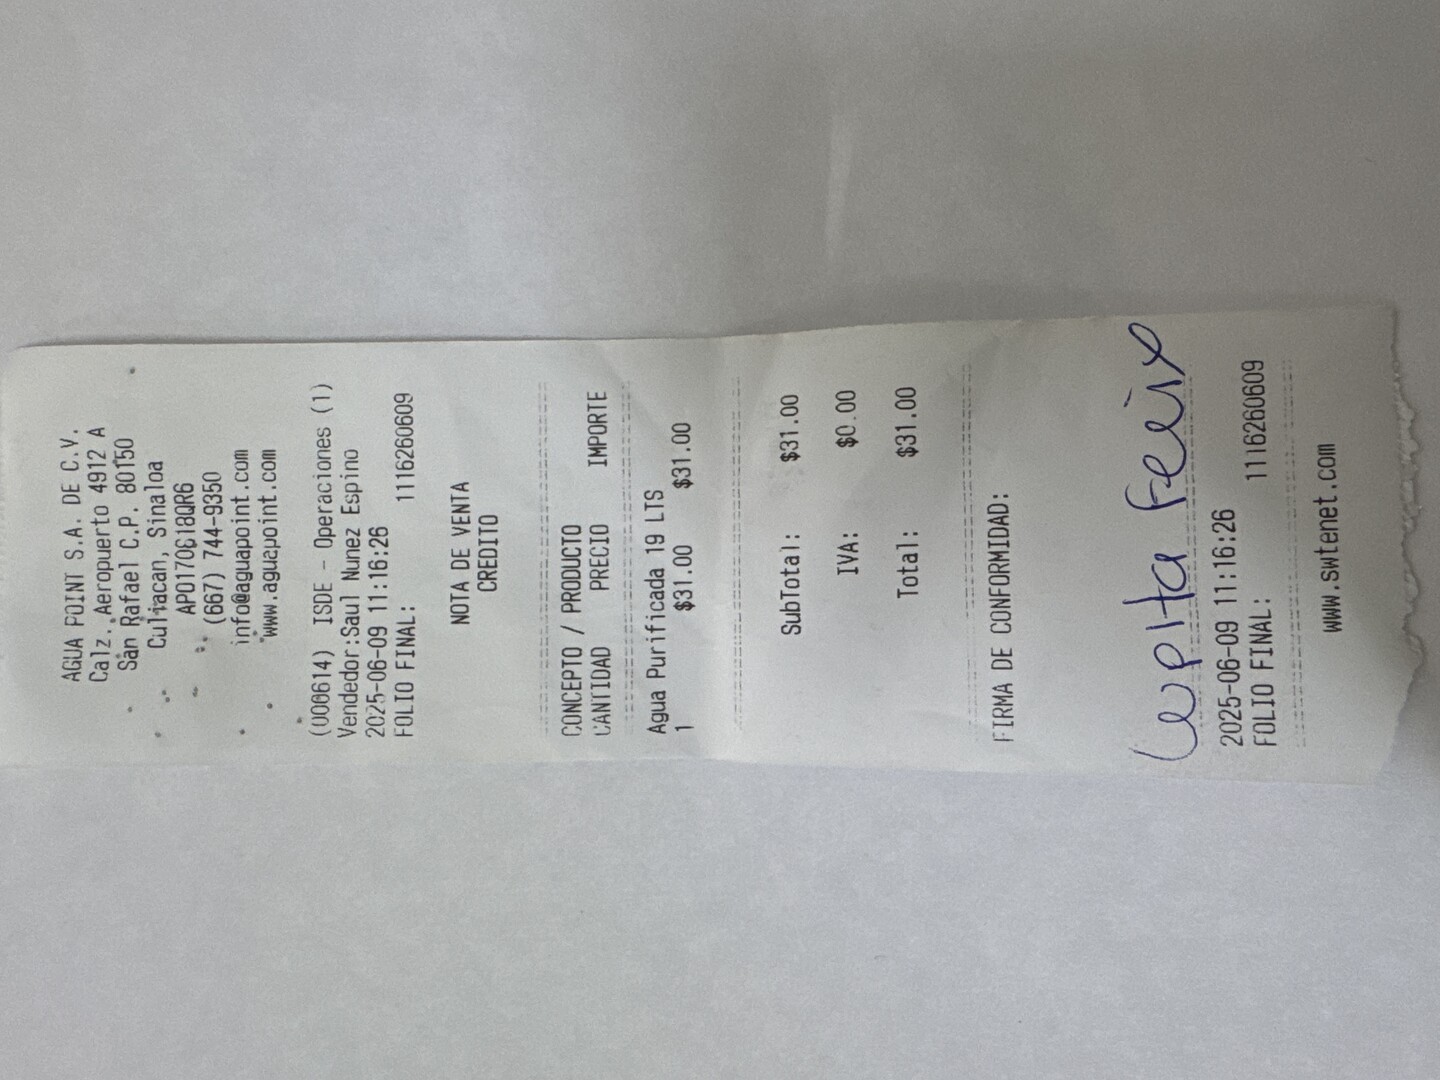 AGUA POINT S.A. DE C.V.
Calz. Aeropuerto 4912 A
San Rafael C.P. 80150
Culiacan, Sinaloa
APO170618QR6
(667) 744-9350
info@aguapoint.com
www.aguapoint.com
(000614) ISDE - Operaciones (1)
Vendedor:Saul Nunez Espino
2025-06-09 11:16:26
FOLIO FINAL: 1116260609
NOTA DE VENTA
CREDITO
CONCEPTO / PRODUCTO
CANTIDAD PRECIO IMPORTE
Agua Purificada 19 LTS
1 $31.00 $31.00
SubTotal: $31.00
IVA: $0.00
Total: $31.00
FIRMA DE CONFORMIDAD:
Lupita Felix
2025-06-09 11:16:26
FOLIO FINAL: 1116260609
www.swtenet.com